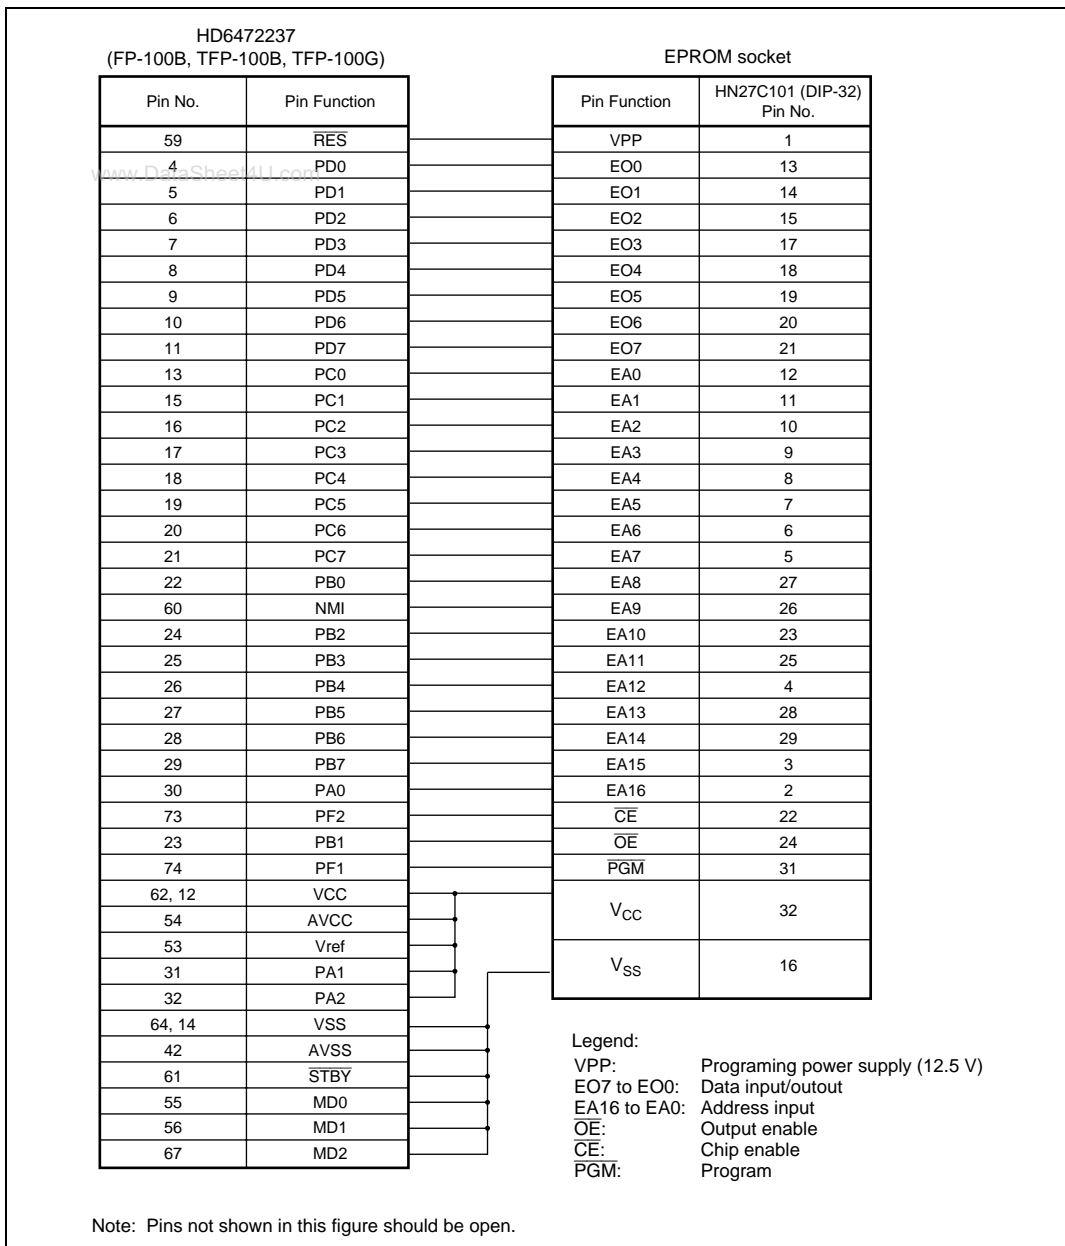 HD6472237
(FP-100B, TFP-100B, TFP-100G)
EPROM socket
Pin No. Pin Function Pin Function HN27C101 (DIP-32) Pin No.
59 RES VPP 1
4 PD0 EO0 13
www.DataSheet4U.com
5 PD1 EO1 14
6 PD2 EO2 15
7 PD3 EO3 17
8 PD4 EO4 18
9 PD5 EO5 19
10 PD6 EO6 20
11 PD7 EO7 21
13 PC0 EA0 12
15 PC1 EA1 11
16 PC2 EA2 10
17 PC3 EA3 9
18 PC4 EA4 8
19 PC5 EA5 7
20 PC6 EA6 6
21 PC7 EA7 5
22 PB0 EA8 27
60 NMI EA9 26
24 PB2 EA10 23
25 PB3 EA11 25
26 PB4 EA12 4
27 PB5 EA13 28
28 PB6 EA14 29
29 PB7 EA15 3
30 PA0 EA16 2
73 PF2 CE 22
23 PB1 OE 24
74 PF1 PGM 31
62, 12 VCC VCC 32
54 AVCC
53 Vref VSS 16
31 PA1
32 PA2
64, 14 VSS
42 AVSS
61 STBY
55 MD0
56 MD1
67 MD2
Legend:
VPP: Programing power supply (12.5 V)
EO7 to EO0: Data input/outout
EA16 to EA0: Address input
OE: Output enable
CE: Chip enable
PGM: Program
Note: Pins not shown in this figure should be open.